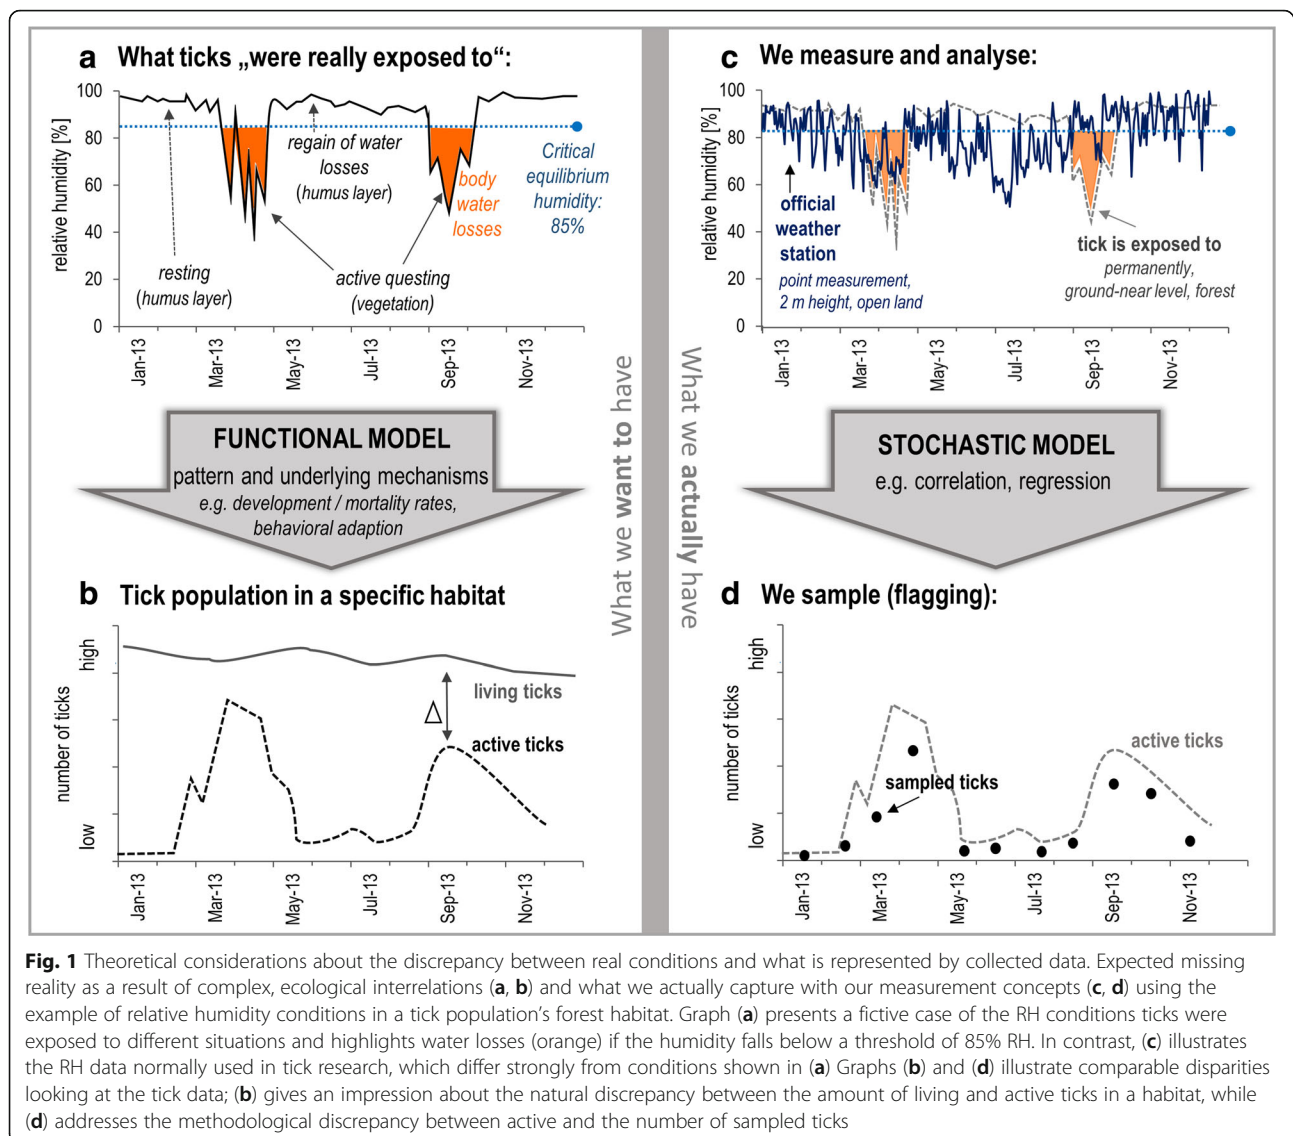 a What ticks „were really exposed to“:
relative humidity [%]
100
80
60
40
20
0
regain of water
losses
(humus layer)
body
water
losses
Critical
equilibrium
humidity:
85%
resting
(humus layer)
active questing
(vegetation)
Jan-13
Mar-13
May-13
Jul-13
Sep-13
Nov-13
FUNCTIONAL MODEL
pattern and underlying mechanisms
e.g. development / mortality rates,
behavioral adaption
b Tick population in a specific habitat
number of ticks
high
low
living ticks
Δ
active ticks
Jan-13
Mar-13
May-13
Jul-13
Sep-13
Nov-13
What we want to have
What we actually have
c We measure and analyse:
relative humidity [%]
100
80
60
40
20
0
official
weather
station
point measurement,
2 m height, open land
tick is exposed to
permanently,
ground-near level, forest
Jan-13
Mar-13
May-13
Jul-13
Sep-13
Nov-13
STOCHASTIC MODEL
e.g. correlation, regression
d We sample (flagging):
number of ticks
high
low
active ticks
sampled ticks
Jan-13
Mar-13
May-13
Jul-13
Sep-13
Nov-13
Fig. 1 Theoretical considerations about the discrepancy between real conditions and what is represented by collected data. Expected missing
reality as a result of complex, ecological interrelations (a, b) and what we actually capture with our measurement concepts (c, d) using the
example of relative humidity conditions in a tick population’s forest habitat. Graph (a) presents a fictive case of the RH conditions ticks were
exposed to different situations and highlights water losses (orange) if the humidity falls below a threshold of 85% RH. In contrast, (c) illustrates
the RH data normally used in tick research, which differ strongly from conditions shown in (a) Graphs (b) and (d) illustrate comparable disparities
looking at the tick data; (b) gives an impression about the natural discrepancy between the amount of living and active ticks in a habitat, while
(d) addresses the methodological discrepancy between active and the number of sampled ticks